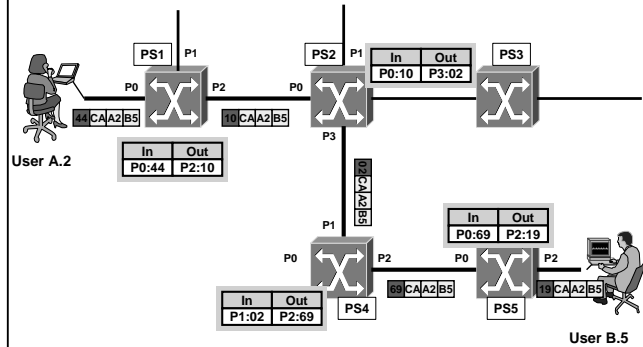 P1
PS1
P0
P2
44 CA A2 B5
10 CA A2 B5
User A.2
In Out
P0:44 P2:10
PS2
P1
P0
P3
In Out
P0:10 P3:02
PS3
02 CA A2 B5
P1
P0
P2
PS4
In Out
P1:02 P2:69
69 CA A2 B5
In Out
P0:69 P2:19
P0
P2
PS5
19 CA A2 B5
User B.5